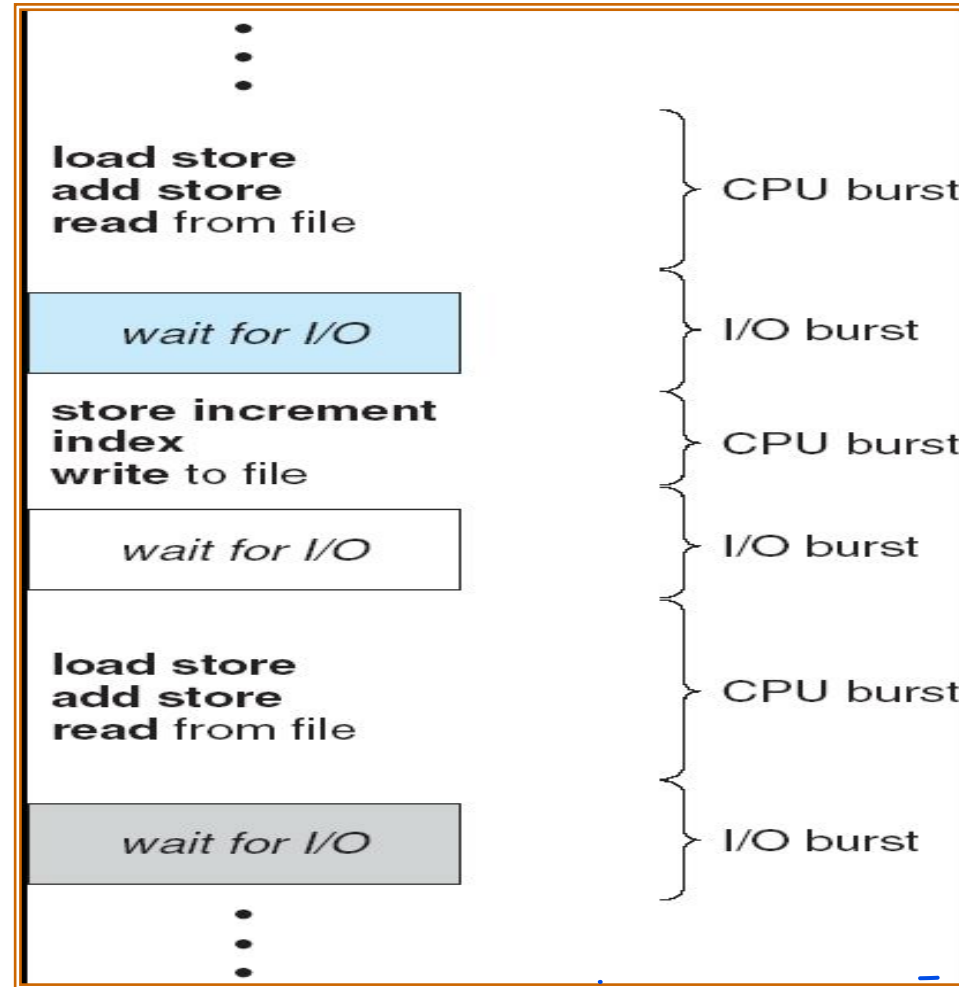 load store
add store
read from file
CPU burst
wait for I/O
I/O burst
store increment
index
write to file
CPU burst
wait for I/O
I/O burst
load store
add store
read from file
CPU burst
wait for I/O
I/O burst